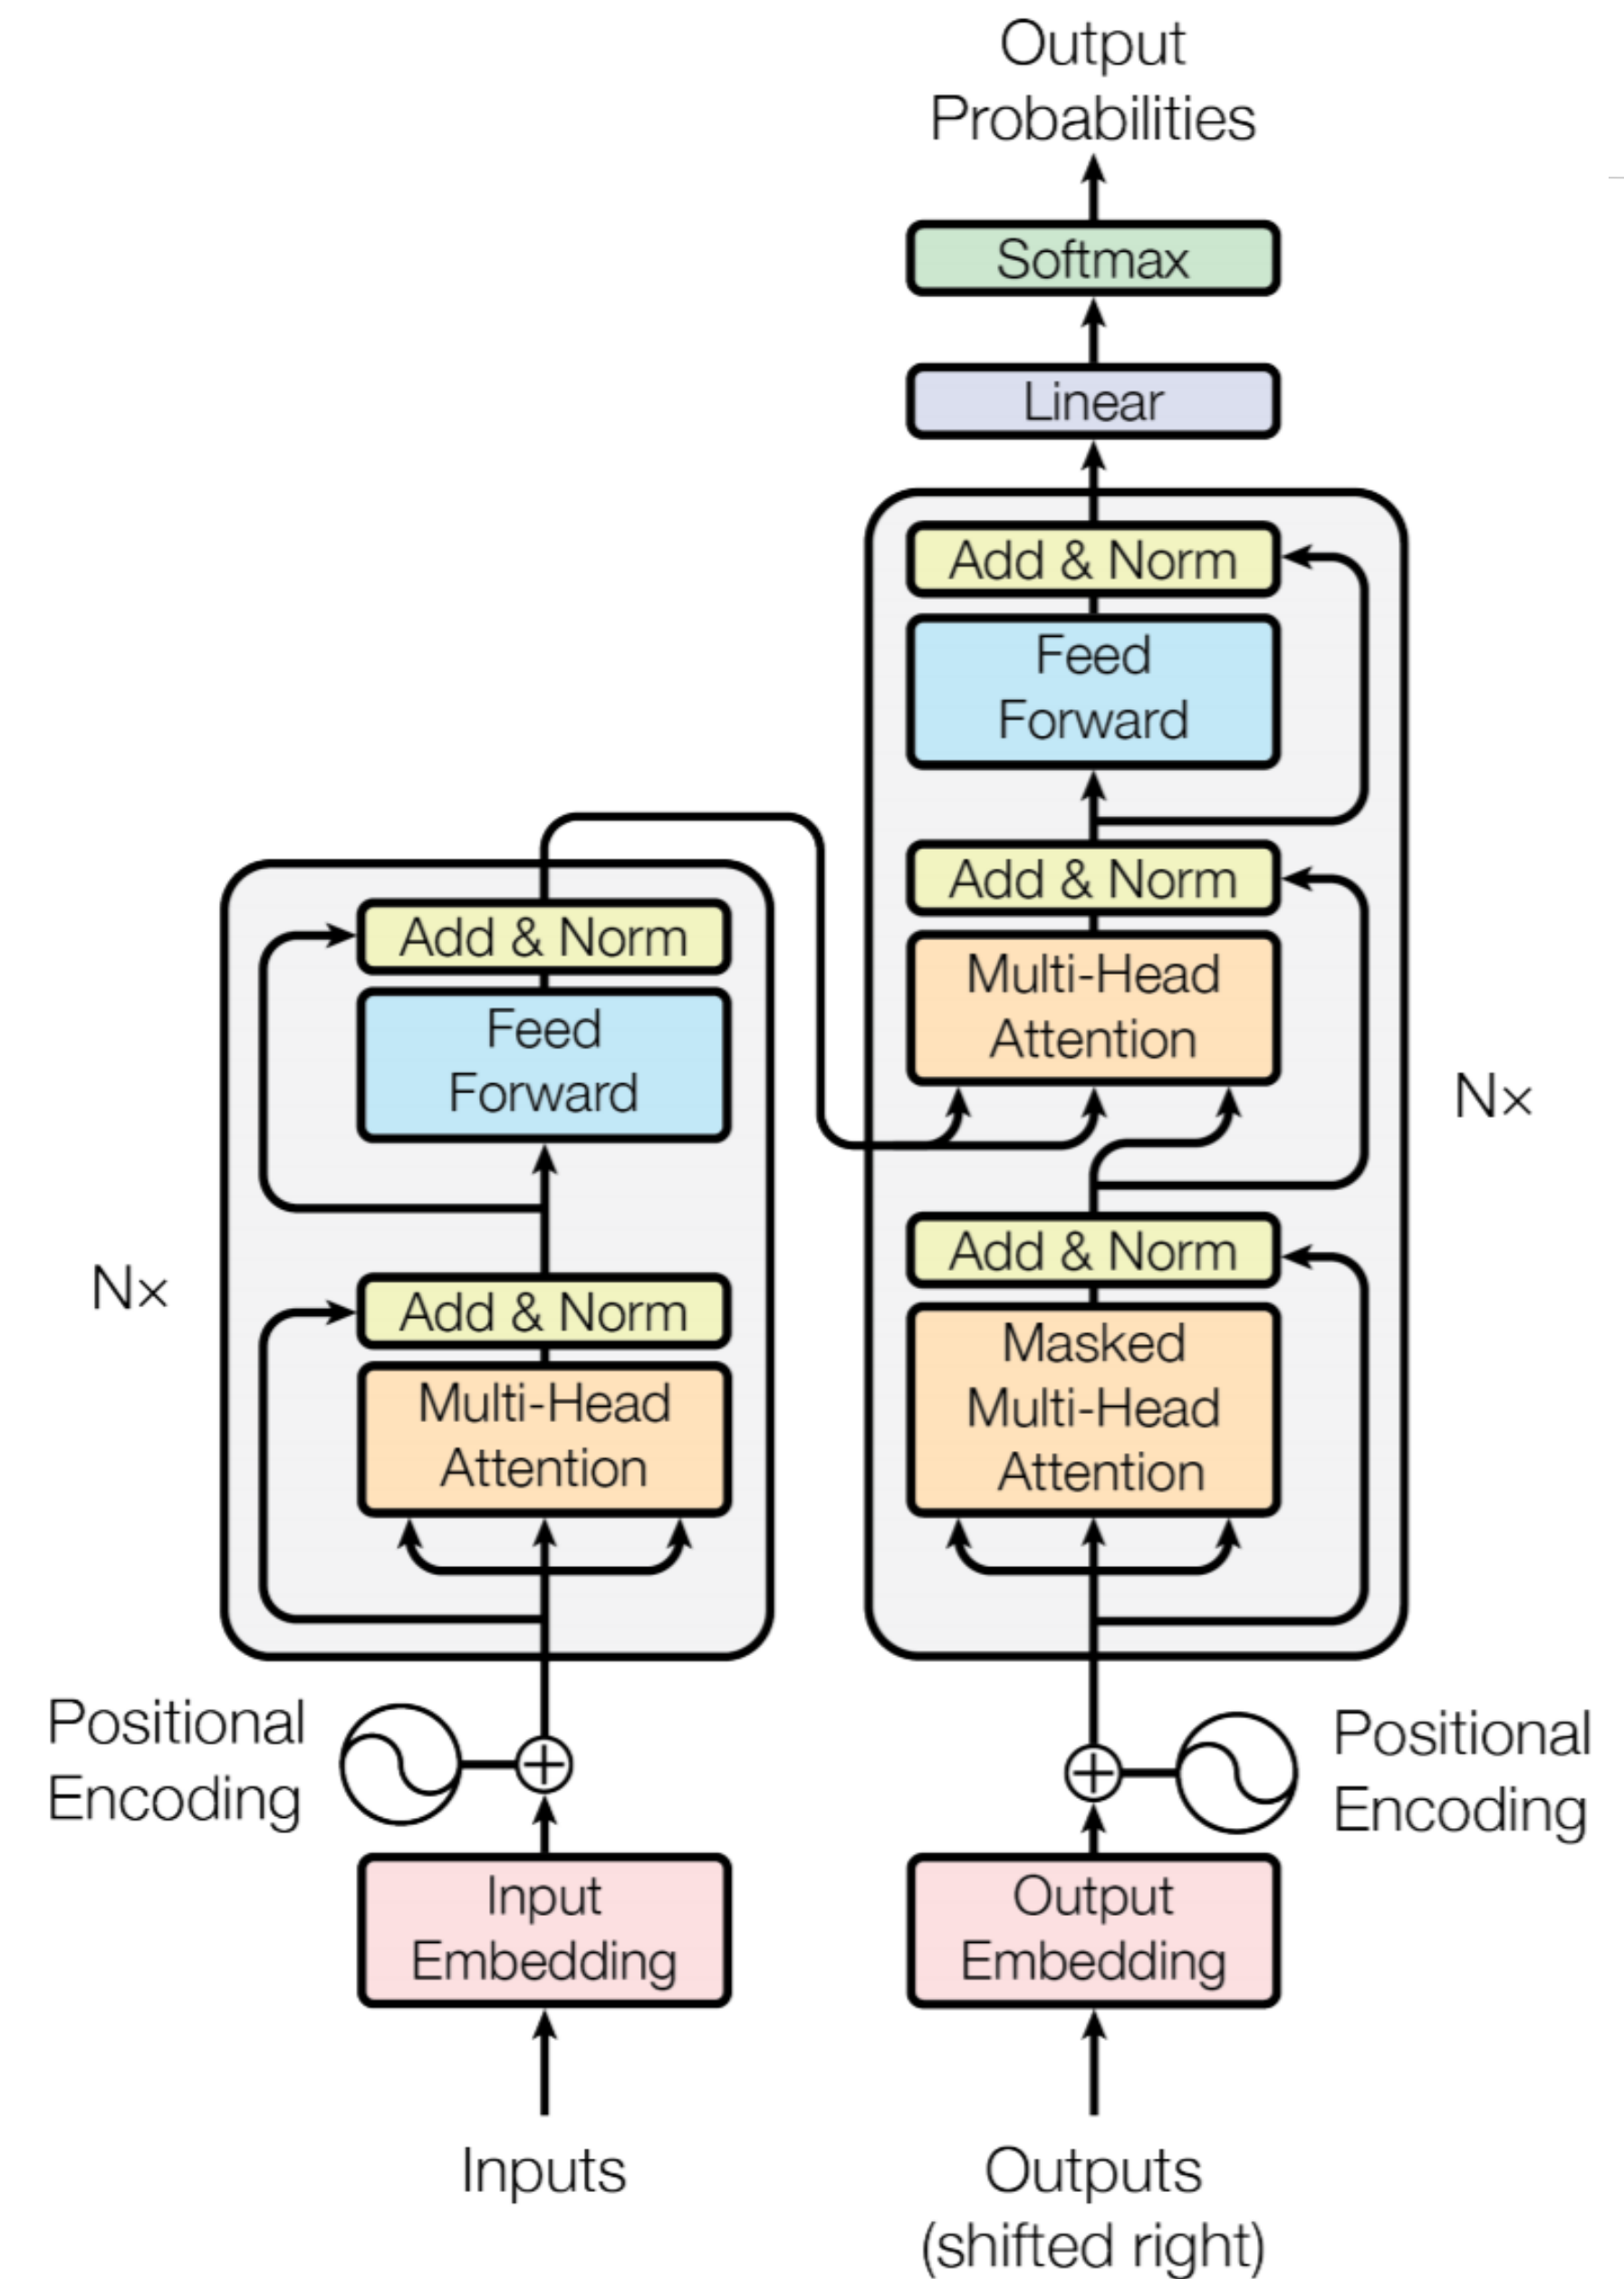 Output
Probabilities
Softmax
Linear
Add & Norm
Feed
Forward
Add & Norm
Multi-Head
Attention
Nx
Add & Norm
Masked
Multi-Head
Attention
Add & Norm
Feed
Forward
Nx
Add & Norm
Multi-Head
Attention
Positional
Encoding
Positional
Encoding
Input
Embedding
Output
Embedding
Inputs
Outputs
(shifted right)